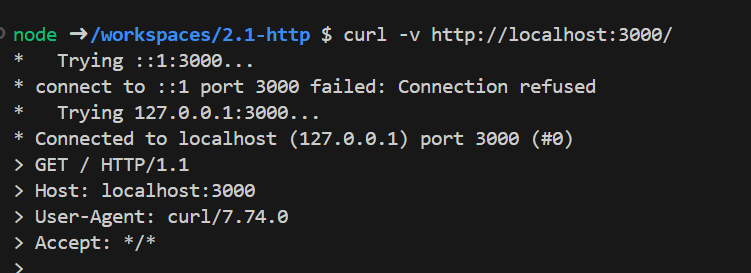 node ➜/workspaces/2.1-http $ curl -v http://localhost:3000/
*   Trying ::1:3000...
* connect to ::1 port 3000 failed: Connection refused
*   Trying 127.0.0.1:3000...
* Connected to localhost (127.0.0.1) port 3000 (#0)
> GET / HTTP/1.1
> Host: localhost:3000
> User-Agent: curl/7.74.0
> Accept: */*
>